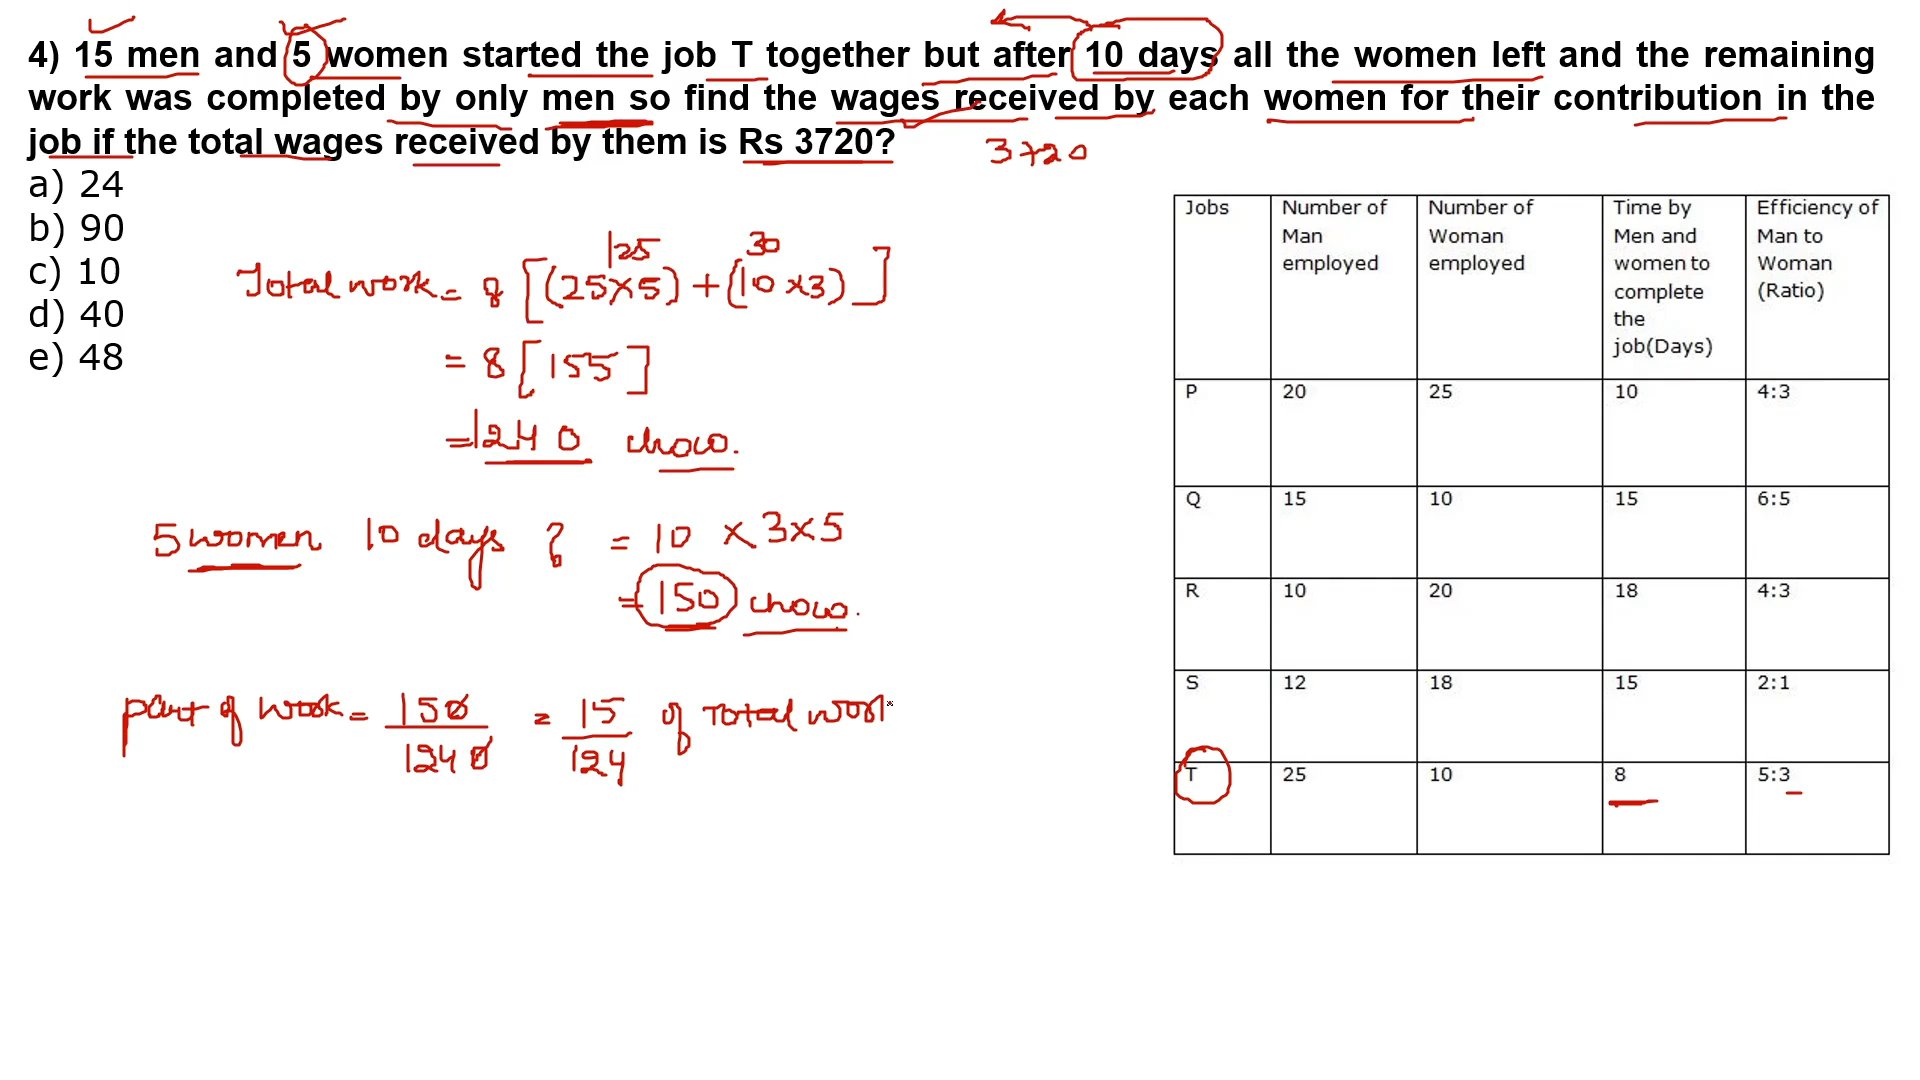 4) 15 men and 5 women started the job T together but after 10 days all the women left and the remaining
work was completed by only men so find the wages received by each women for their contribution in the
job if the total wages received by them is Rs 3720?
3720
a) 24
b) 90
c) 10
d) 40
e) 48
125 30
Total work = 8 [(25×5) + (10×3)]
= 8 [155]
= 1240 choco.
5 women 10 days ? = 10 × 3×5
= 150 choco.
part of work = 150/1240 = 15/124 of Total work
Jobs | Number of Man employed | Number of Woman employed | Time by Men and women to complete the job(Days) | Efficiency of Man to Woman (Ratio)
P | 20 | 25 | 10 | 4:3
Q | 15 | 10 | 15 | 6:5
R | 10 | 20 | 18 | 4:3
S | 12 | 18 | 15 | 2:1
T | 25 | 10 | 8 | 5:3